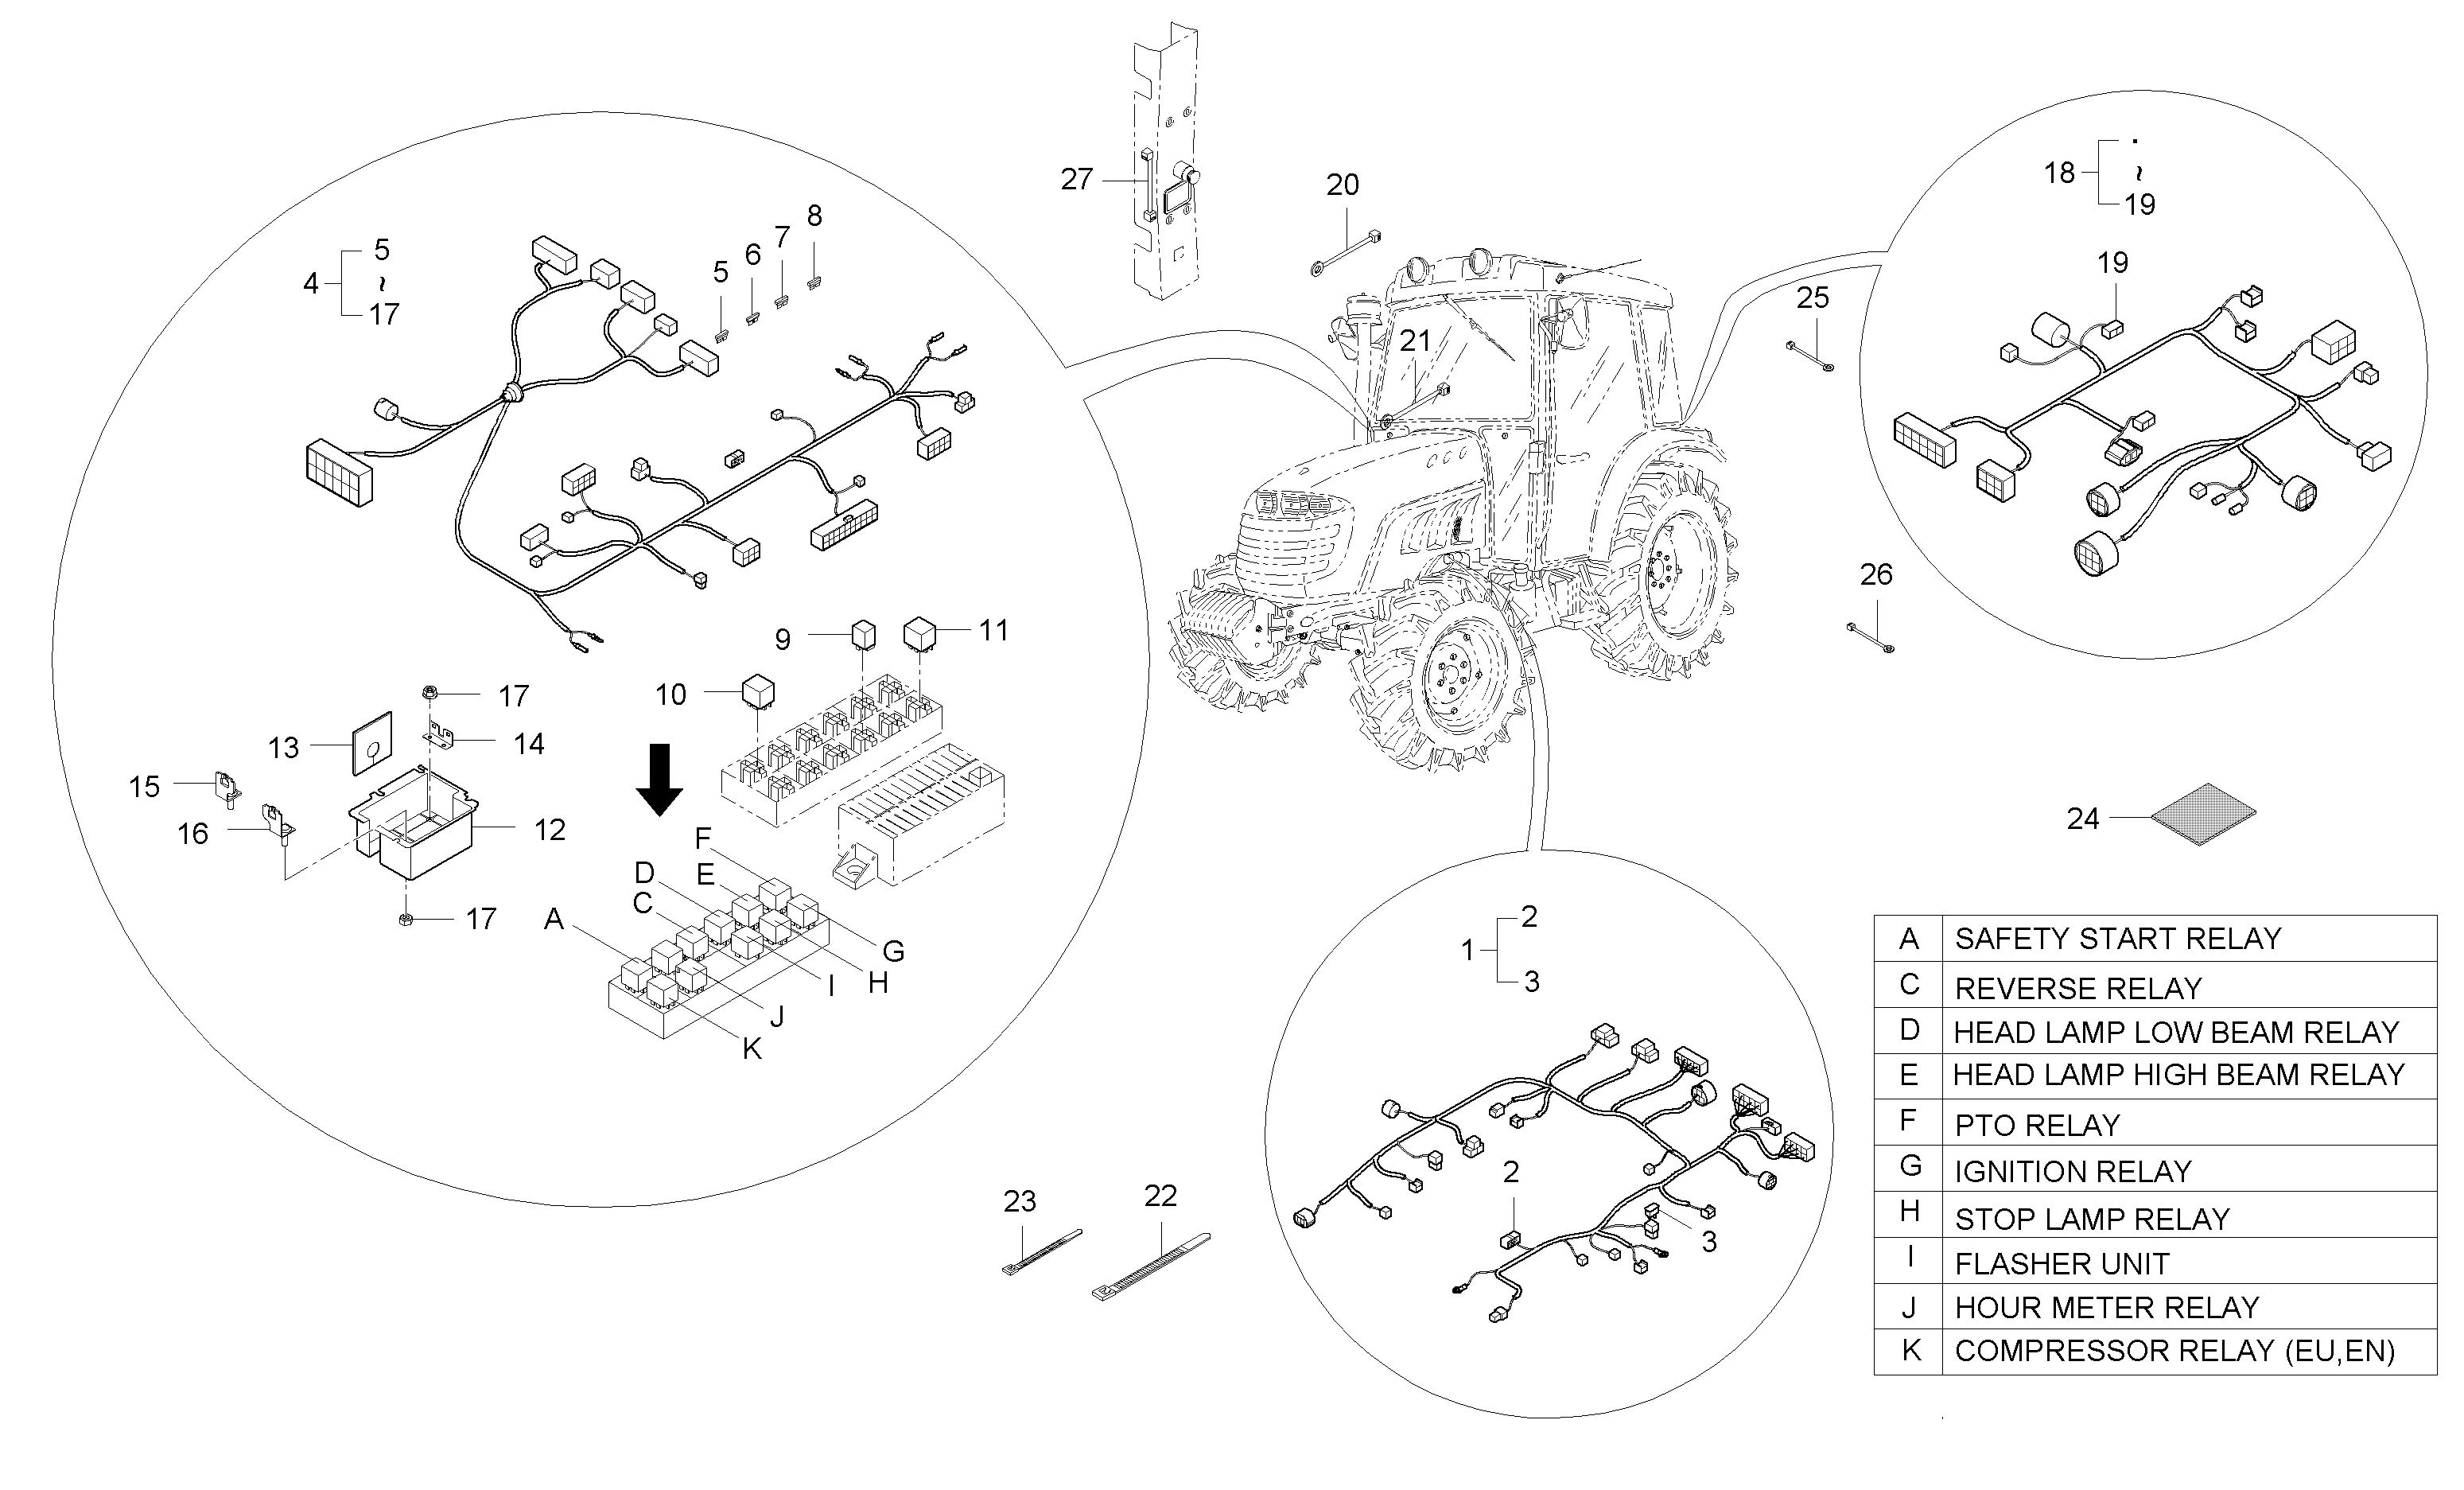 27
20
18
~
19
8
7
6
5
5
4
~
17
19
25
21
26
9
11
10
17
13
14
15
16
12
17
F
D
E
C
A
G
H
I
J
K
24
2
1
3
2
3
23
22
A SAFETY START RELAY
C REVERSE RELAY
D HEAD LAMP LOW BEAM RELAY
E HEAD LAMP HIGH BEAM RELAY
F PTO RELAY
G IGNITION RELAY
H STOP LAMP RELAY
I FLASHER UNIT
J HOUR METER RELAY
K COMPRESSOR RELAY (EU,EN)